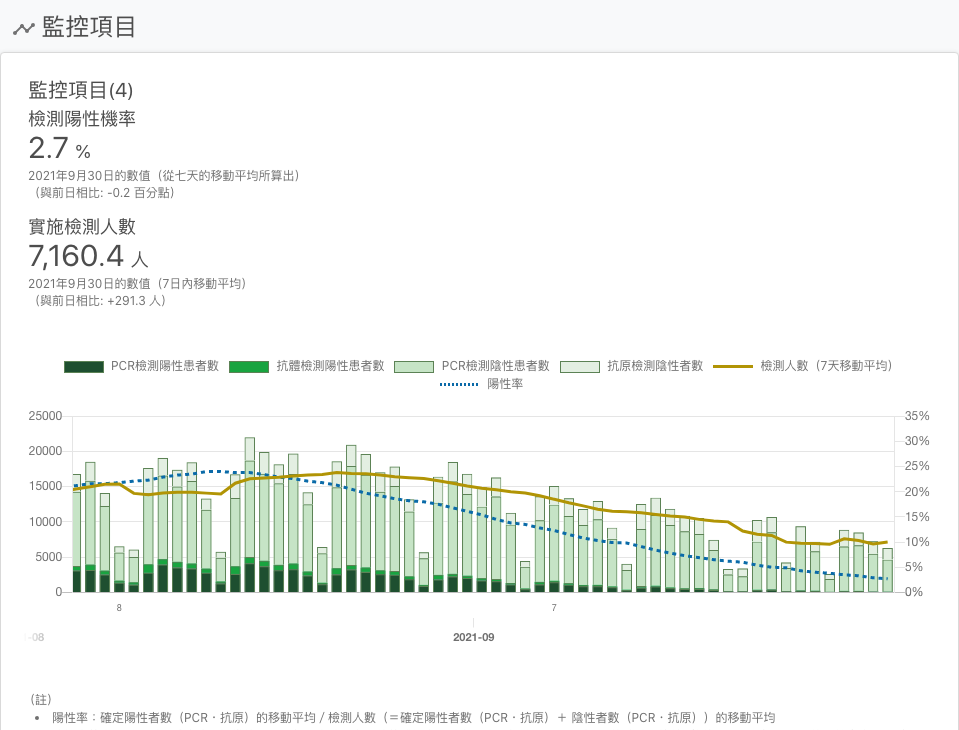 監控項目
監控項目(4)
檢測陽性機率
2.7 %
2021年9月30日的數值（從七天的移動平均所算出）
（與前日相比: -0.2 百分點）
實施檢測人數
7,160.4 人
2021年9月30日的數值（7日內移動平均）
（與前日相比: +291.3 人）
PCR檢測陽性患者數 抗體檢測陽性患者數 PCR檢測陰性患者數 抗原檢測陰性者數 檢測人數（7天移動平均）
陽性率
25000 35%
30%
20000
25%
15000 20%
15%
10000
10%
5000 5%
0 0%
8 7
-08 2021-09
（註）
• 陽性率：確定陽性者數（PCR・抗原）的移動平均 / 檢測人數（＝確定陽性者數（PCR・抗原）＋ 陰性者數（PCR・抗原））的移動平均